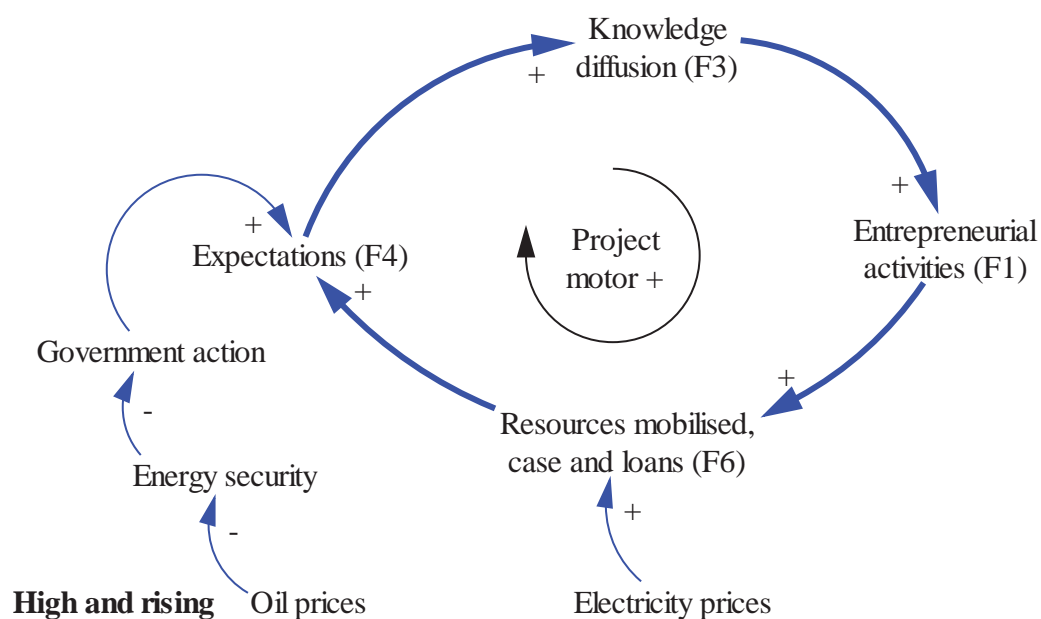 Knowledge
diffusion (F3)
+
+
+
Expectations (F4)
+
Project
motor +
Entrepreneurial
activities (F1)
Government action
+
-
Resources mobilised,
case and loans (F6)
Energy security
-
+
High and rising Oil prices
Electricity prices